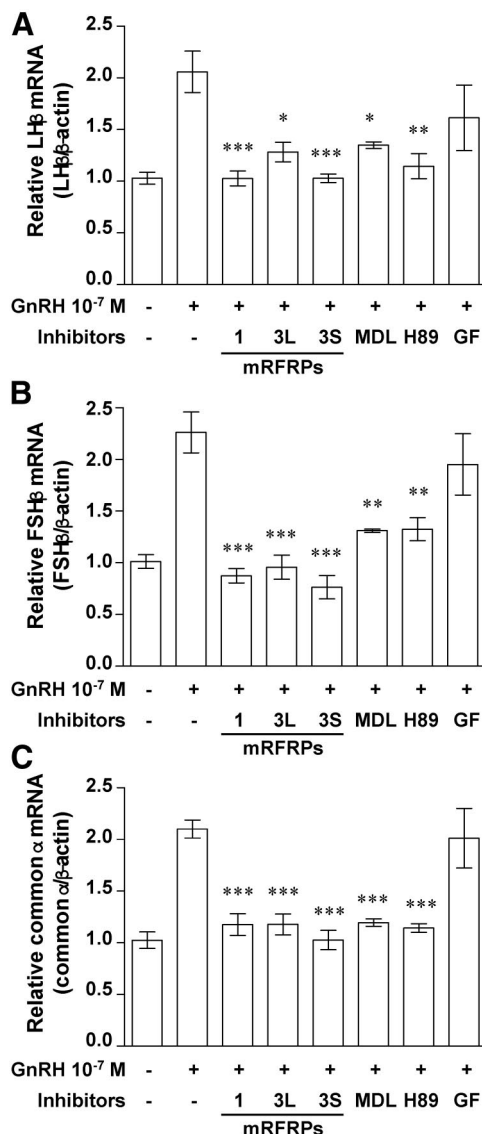 A
Relative LHβ mRNA
(LHβ/β-actin)
2.5
2.0
1.5
1.0
0.5
0.0
*** * *** * **
GnRH 10⁻⁷ M - + + + + + + +
Inhibitors - - 1 3L 3S MDL H89 GF
mRFRPs
B
Relative FSHβ mRNA
(FSHβ/β-actin)
2.5
2.0
1.5
1.0
0.5
0.0
*** *** *** ** **
GnRH 10⁻⁷ M - + + + + + + +
Inhibitors - - 1 3L 3S MDL H89 GF
mRFRPs
C
Relative common α mRNA
(common α/β-actin)
2.5
2.0
1.5
1.0
0.5
0.0
*** *** *** *** ***
GnRH 10⁻⁷ M - + + + + + + +
Inhibitors - - 1 3L 3S MDL H89 GF
mRFRPs